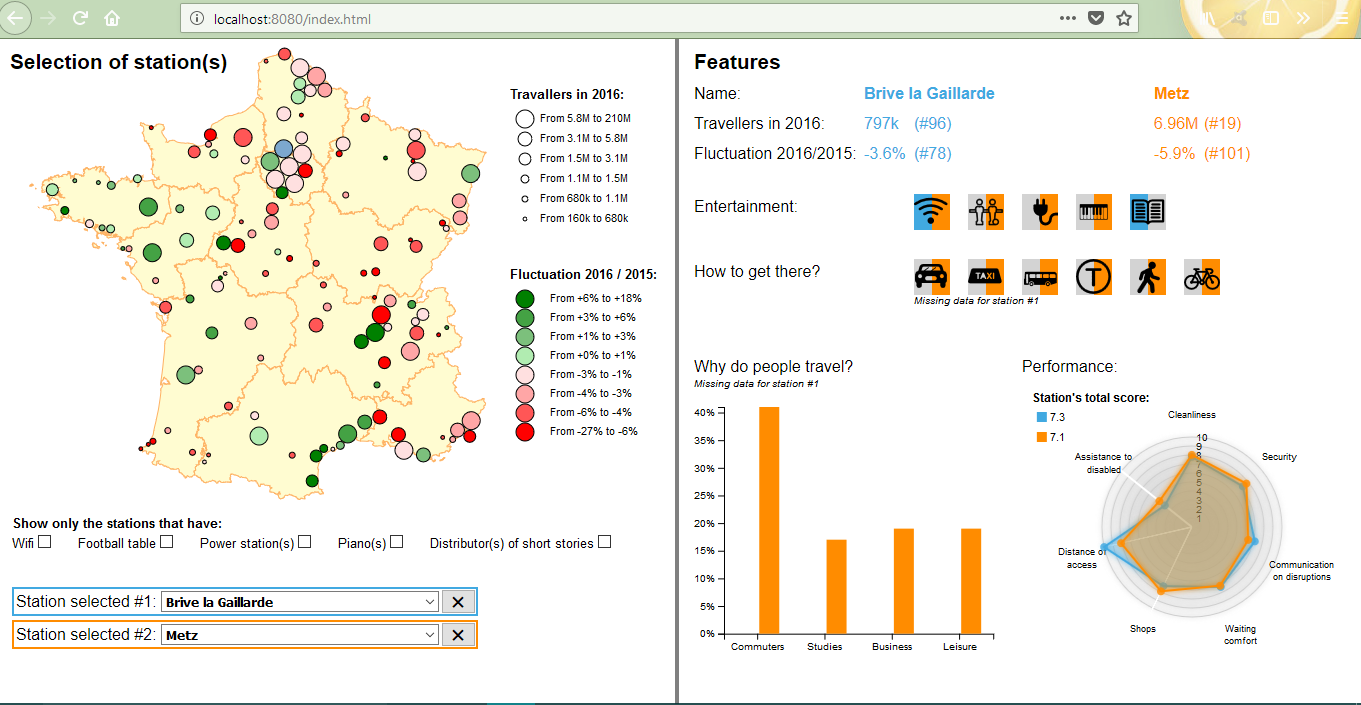 localhost:8080/index.html
Selection of station(s)
Travallers in 2016:
From 5.8M to 210M
From 3.1M to 5.8M
From 1.5M to 3.1M
From 1.1M to 1.5M
From 680k to 1.1M
From 160k to 680k
Fluctuation 2016 / 2015:
From +6% to +18%
From +3% to +6%
From +1% to +3%
From +0% to +1%
From -3% to -1%
From -4% to -3%
From -6% to -4%
From -27% to -6%
Show only the stations that have:
Wifi Football table Power station(s) Piano(s) Distributor(s) of short stories
Station selected #1: Brive la Gaillarde
Station selected #2: Metz
Features
Name: Brive la Gaillarde Metz
Travellers in 2016: 797k (#96) 6.96M (#19)
Fluctuation 2016/2015: -3.6% (#78) -5.9% (#101)
Entertainment:
How to get there?
TAXI
T
Missing data for station #1
Why do people travel?
Missing data for station #1
40%
35%
30%
25%
20%
15%
10%
5%
0%
Commuters Studies Business Leisure
Performance:
Station's total score:
7.3
7.1
Cleanliness
Security
Communication
on disruptions
Waiting
comfort
Shops
Distance of
access
Assistance to
disabled
10
9
8
7
6
5
4
3
2
1